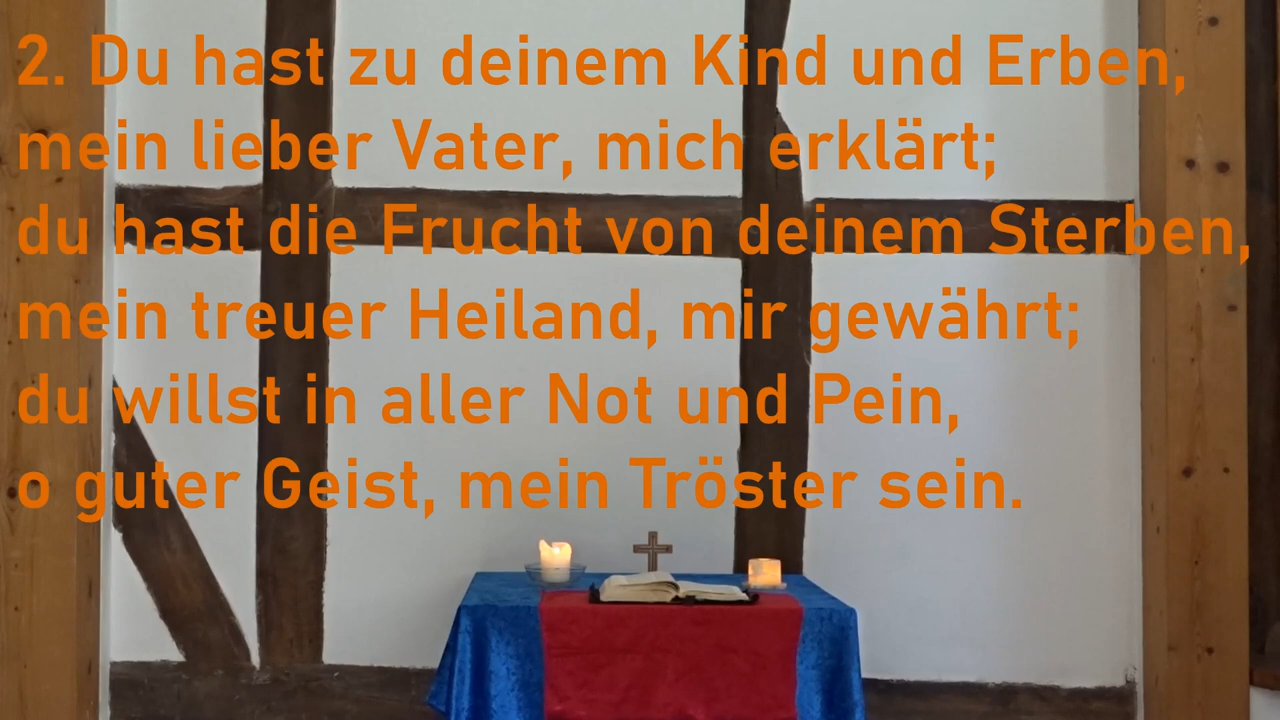 2. Du hast zu deinem Kind und Erben,
mein lieber Vater, mich erklärt;
du hast die Frucht von deinem Sterben,
mein treuer Heiland, mir gewährt;
du willst in aller Not und Pein,
o guter Geist, mein Tröster sein.